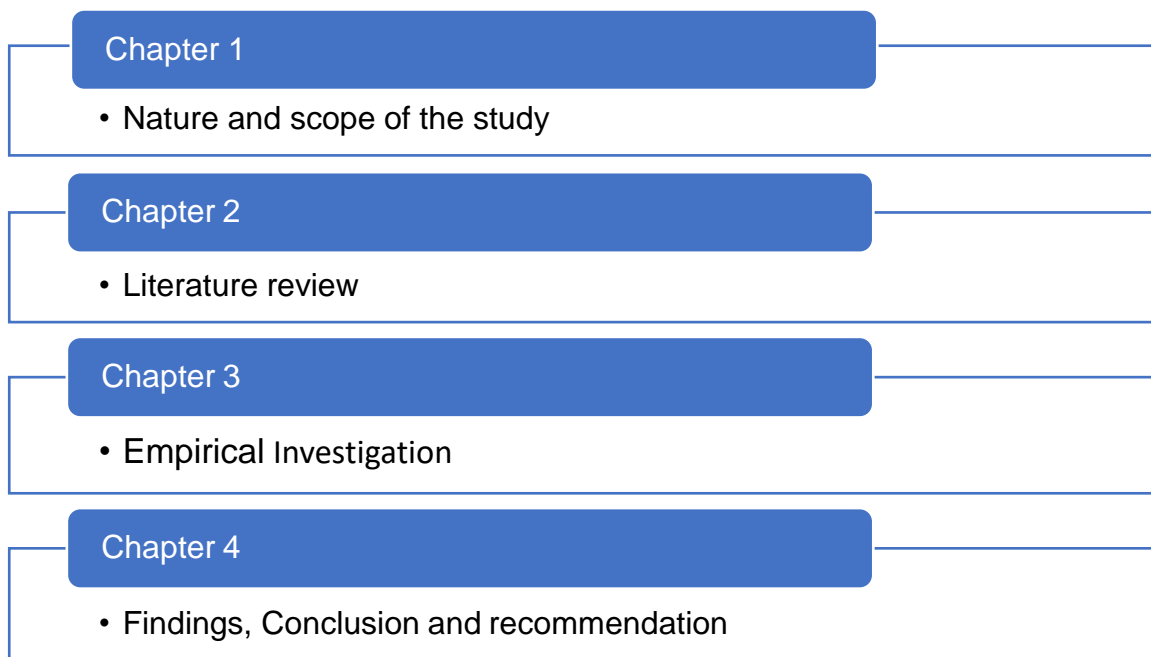 Chapter 1
• Nature and scope of the study
Chapter 2
• Literature review
Chapter 3
• Empirical Investigation
Chapter 4
• Findings, Conclusion and recommendation